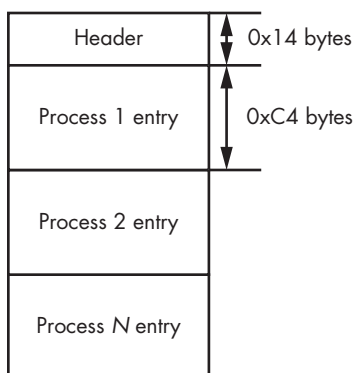 Header
0x14 bytes
Process 1 entry
0xC4 bytes
Process 2 entry
Process N entry